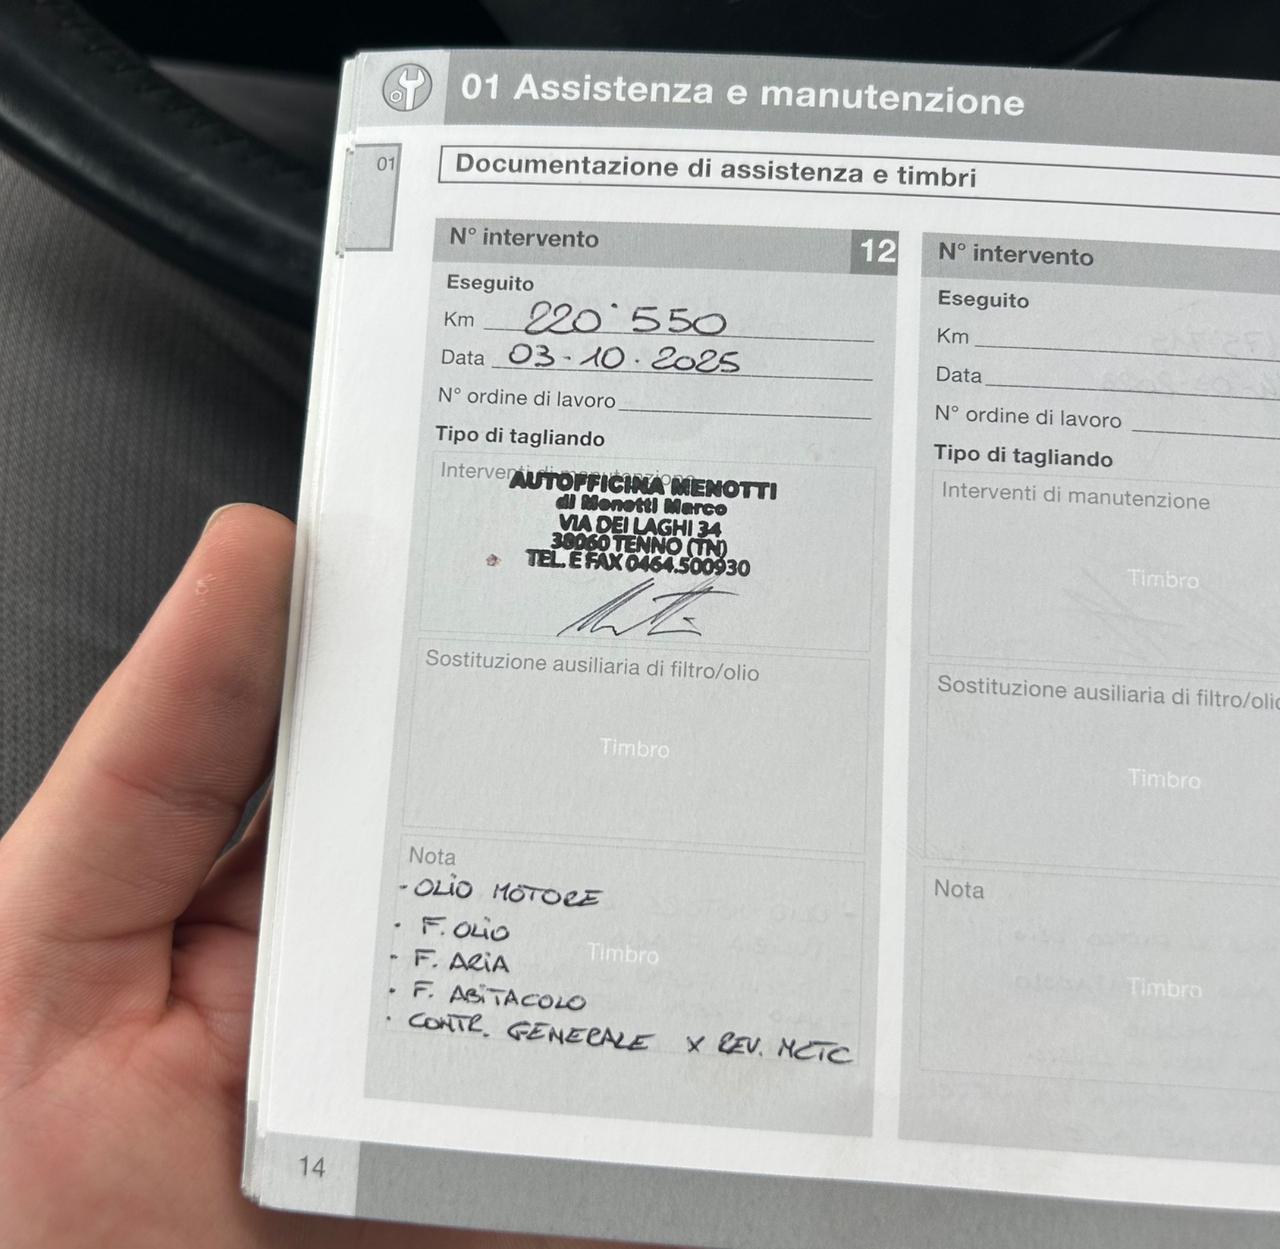 01 Assistenza e manutenzione
01
Documentazione di assistenza e timbri
N° intervento 12
Eseguito
Km 220˙550
Data 03-10.2025
N° ordine di lavoro
Tipo di tagliando
Interventi di manutenzione
AUTOFFICINA MENOTTI
di Menotti Marco
VIA DEI LAGHI 34
38060 TENNO (TN)
TEL. E FAX 0464.500930
Sostituzione ausiliaria di filtro/olio
Timbro
Nota
- OLIO MOTORE
· F. OLIO
Timbro
- F. ARIA
· F. ABITACOLO
· CONTR. GENERALE x REV. MCTC
N° intervento
Eseguito
Km
Data
N° ordine di lavoro
Tipo di tagliando
Interventi di manutenzione
Timbro
Sostituzione ausiliaria di filtro/olio
Timbro
Nota
Timbro
14